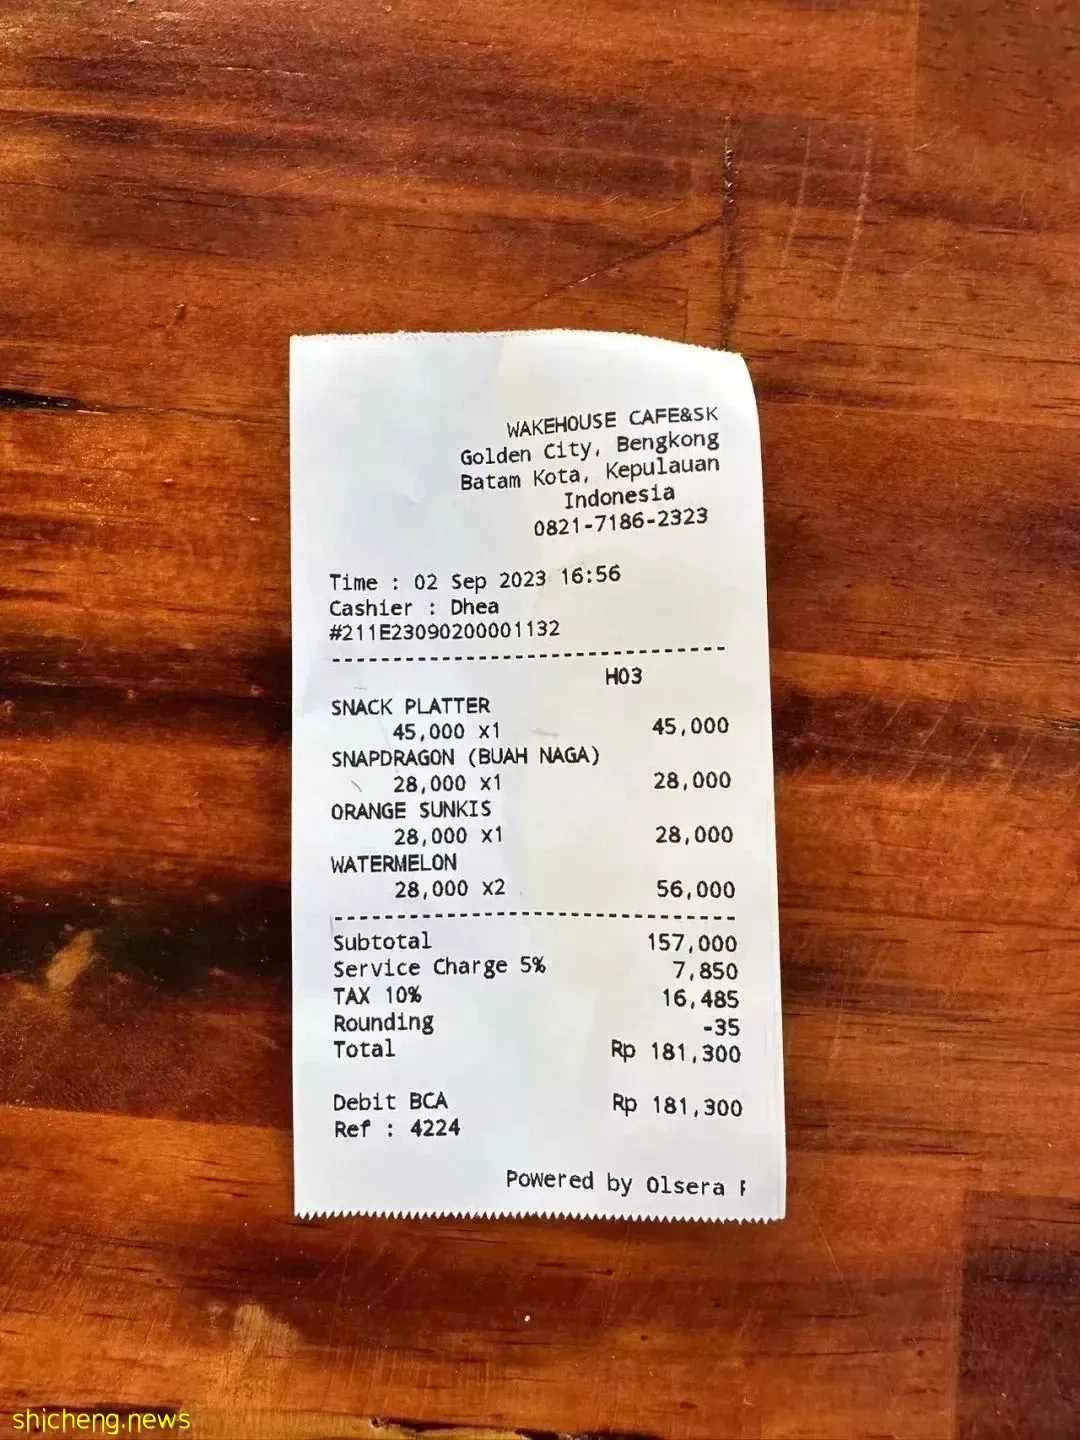 WAKEHOUSE CAFE&SK
Golden City, Bengkong
Batam Kota, Kepulauan
Indonesia
0821-7186-2323
Time : 02 Sep 2023 16:56
Cashier : Dhea
#211E23090200001132
H03
SNACK PLATTER
45,000 x1 45,000
SNAPDRAGON (BUAH NAGA)
28,000 x1 28,000
ORANGE SUNKIS
28,000 x1 28,000
WATERMELON
28,000 x2 56,000
Subtotal 157,000
Service Charge 5% 7,850
TAX 10% 16,485
Rounding -35
Total Rp 181,300
Debit BCA Rp 181,300
Ref : 4224
Powered by Olsera
shicheng.news